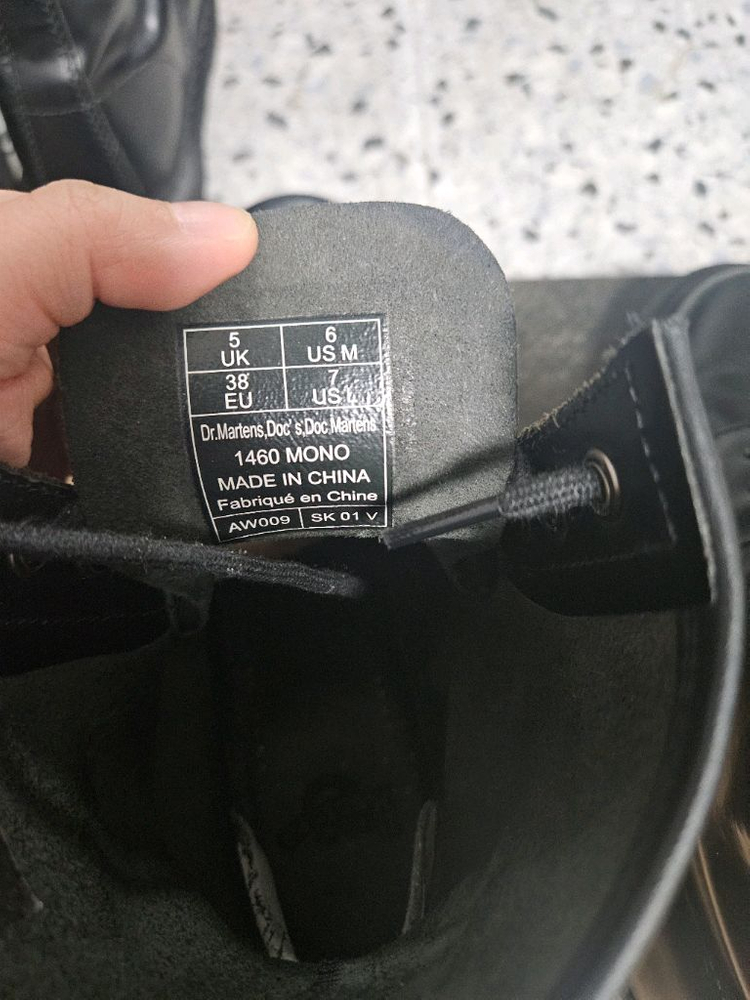 5 6
UK US M
38 7
EU US L
Dr.Martens,Doc's,Doc Martens
1460 MONO
MADE IN CHINA
Fabriqué en Chine
AW009 SK 01 V